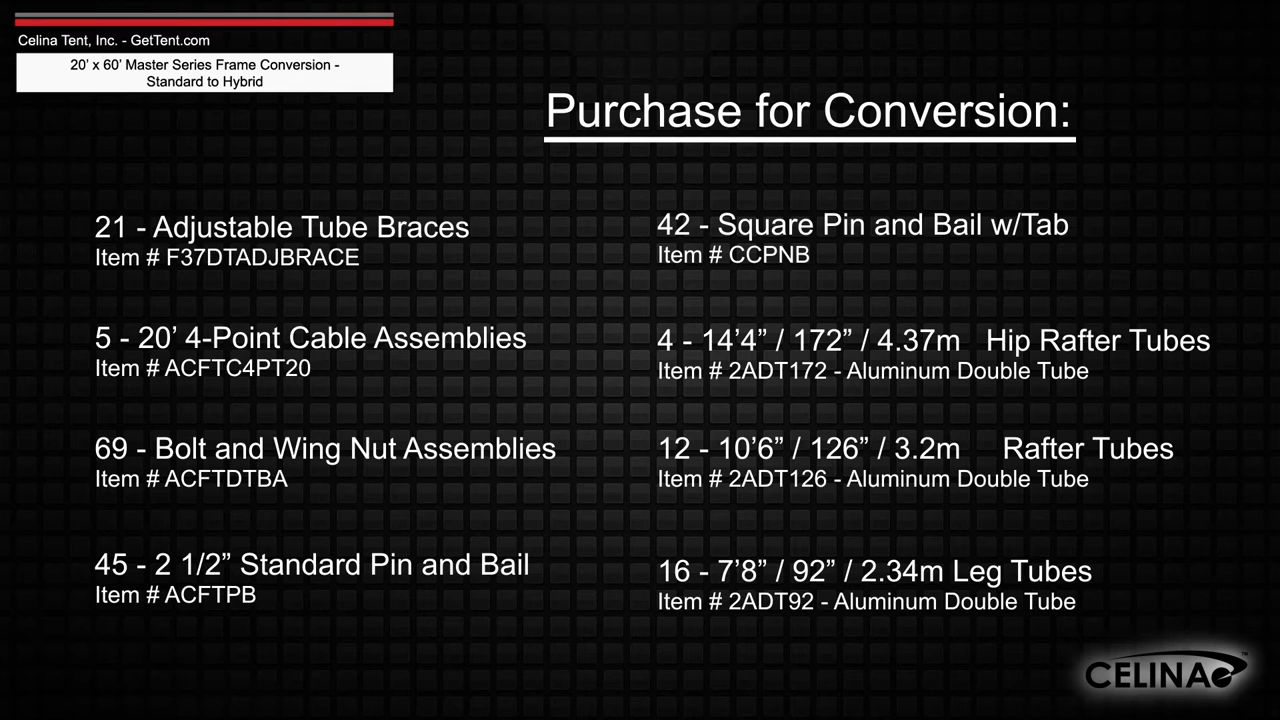 Celina Tent, Inc. - GetTent.com
20’ x 60’ Master Series Frame Conversion -
Standard to Hybrid
Purchase for Conversion:
21 - Adjustable Tube Braces
Item # F37DTADJBRACE
5 - 20’ 4-Point Cable Assemblies
Item # ACFTC4PT20
69 - Bolt and Wing Nut Assemblies
Item # ACFTDTBA
45 - 2 1/2” Standard Pin and Bail
Item # ACFTPB
42 - Square Pin and Bail w/Tab
Item # CCPNB
4 - 14’4” / 172” / 4.37m Hip Rafter Tubes
Item # 2ADT172 - Aluminum Double Tube
12 - 10’6” / 126” / 3.2m Rafter Tubes
Item # 2ADT126 - Aluminum Double Tube
16 - 7’8” / 92” / 2.34m Leg Tubes
Item # 2ADT92 - Aluminum Double Tube
CELINA™